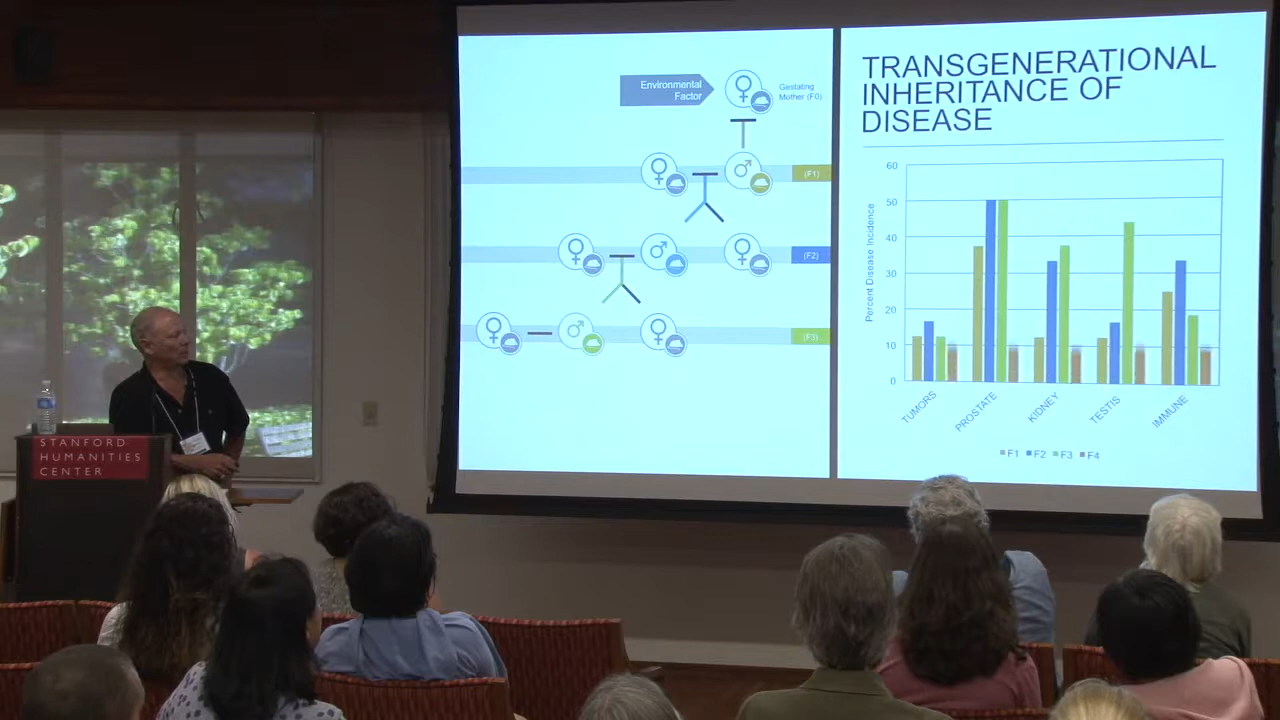 Environmental
Factor
Gestating
Mother (F0)
(F1)
(F2)
(F3)
TRANSGENERATIONAL
INHERITANCE OF
DISEASE
Percent Disease Incidence
60
50
40
30
20
10
0
TUMORS
PROSTATE
KIDNEY
TESTIS
IMMUNE
F1 F2 F3 F4
STANFORD
HUMANITIES
CENTER